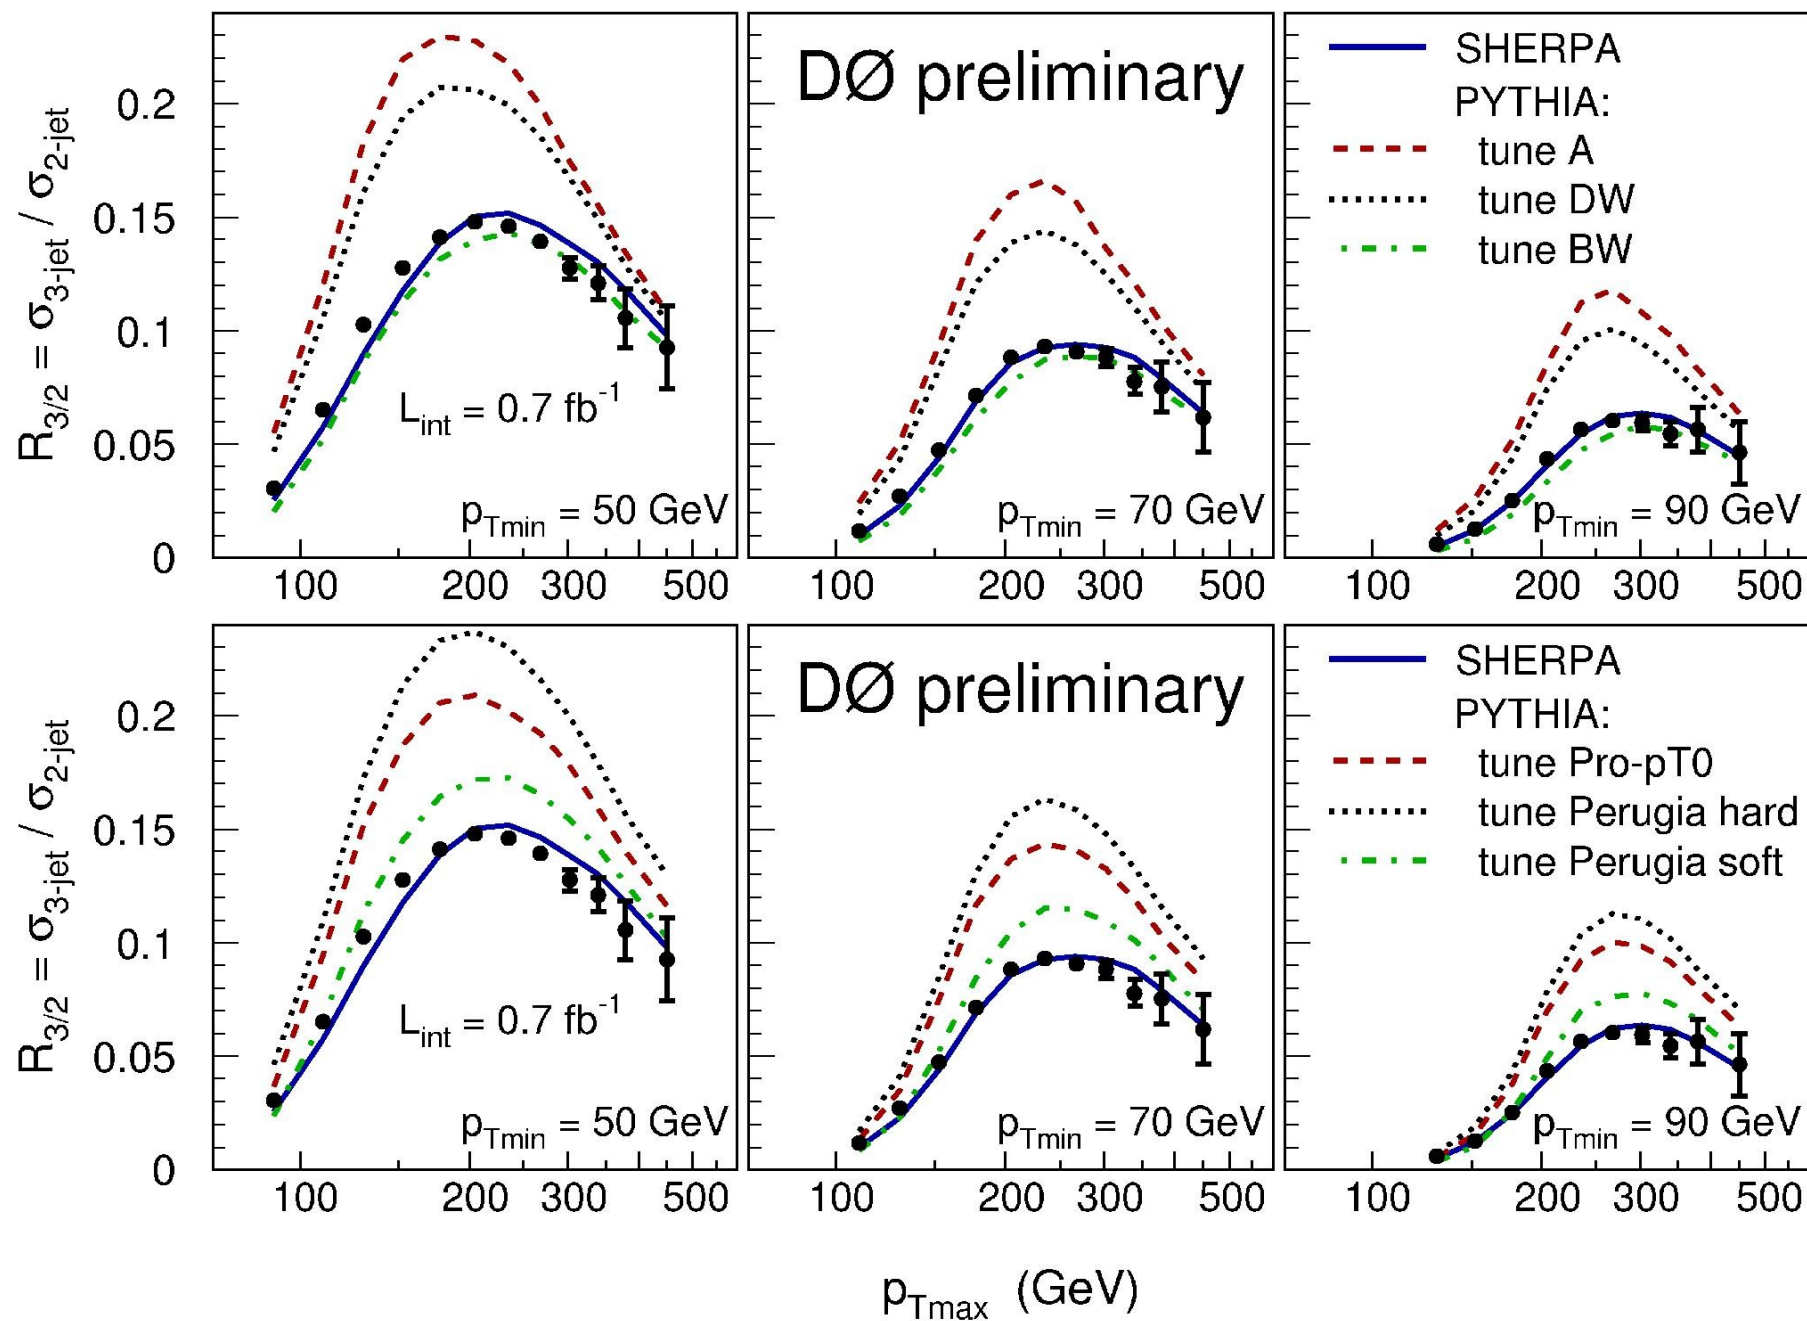 R3/2 = σ3-jet / σ2-jet
0.2
0.15
0.1
0.05
0
Lint = 0.7 fb-1
pTmin = 50 GeV
100 200 300 500
DØ preliminary
pTmin = 70 GeV
100 200 300 500
SHERPA
PYTHIA:
tune A
tune DW
tune BW
pTmin = 90 GeV
100 200 300 500
R3/2 = σ3-jet / σ2-jet
0.2
0.15
0.1
0.05
0
Lint = 0.7 fb-1
pTmin = 50 GeV
100 200 300 500
DØ preliminary
pTmin = 70 GeV
100 200 300 500
SHERPA
PYTHIA:
tune Pro-pT0
tune Perugia hard
tune Perugia soft
pTmin = 90 GeV
100 200 300 500
pTmax (GeV)